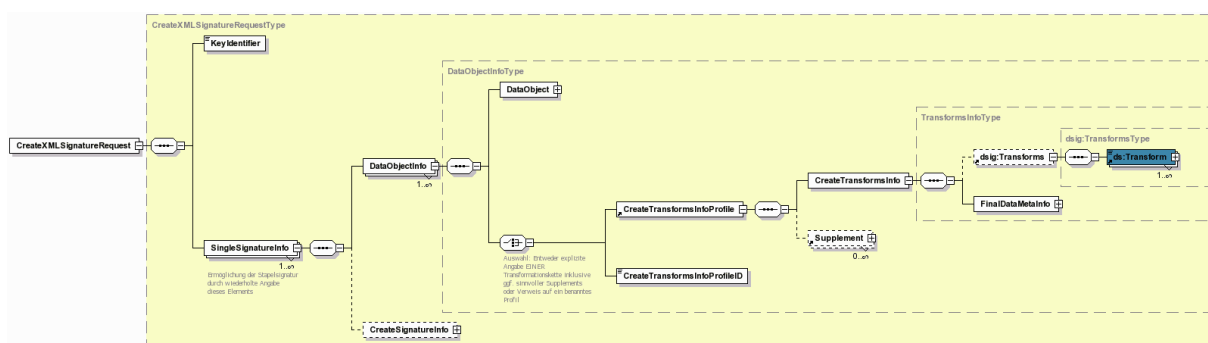 CreateXMLSignatureRequestType
KeyIdentifier
DataObjectInfoType
DataObject
TransformsInfoType
dsig:TransformsType
CreateXMLSignatureRequest
DataObjectInfo
1..∞
dsig:Transforms
ds:Transform
1..∞
CreateTransformsInfo
FinalDataMetaInfo
CreateTransformsInfoProfile
Supplement
0..∞
SingleSignatureInfo
1..∞
Ermöglichung der Stapelsignatur
durch wiederholte Angabe
dieses Elements
Auswahl: Entweder explizite
Angabe EINER
Transformationskette inklusive
ggf. sinnvoller Supplements
oder Verweis auf ein benanntes
Profil
CreateTransformsInfoProfileID
CreateSignatureInfo